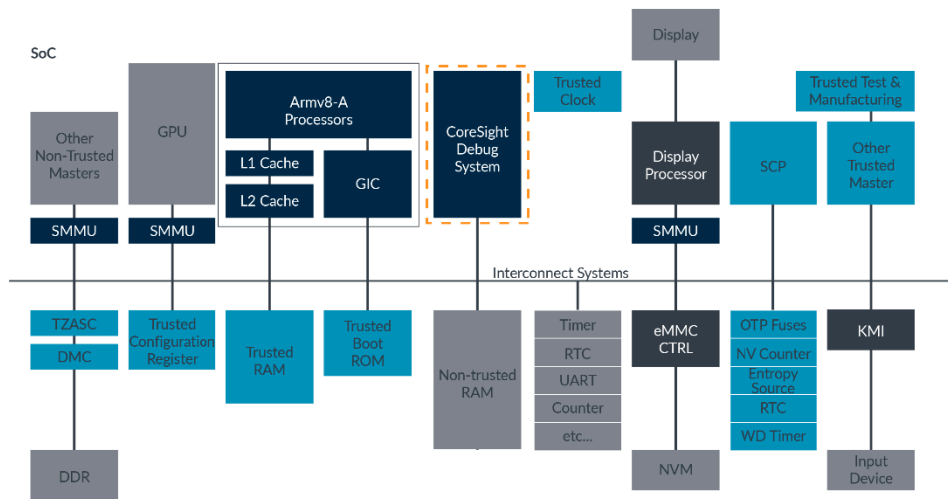 SoC
Display
Other
Non-Trusted
Masters
GPU
Armv8-A
Processors
L1 Cache
L2 Cache
GIC
CoreSight
Debug
System
Trusted
Clock
Display
Processor
SCP
Trusted Test &
Manufacturing
Other
Trusted
Master
SMMU
SMMU
SMMU
Interconnect Systems
TZASC
DMC
DDR
Trusted
Configuration
Register
Trusted
RAM
Trusted
Boot
ROM
Non-trusted
RAM
Timer
RTC
UART
Counter
etc...
eMMC
CTRL
NVM
OTP Fuses
NV Counter
Entropy
Source
RTC
WD Timer
KMI
Input
Device